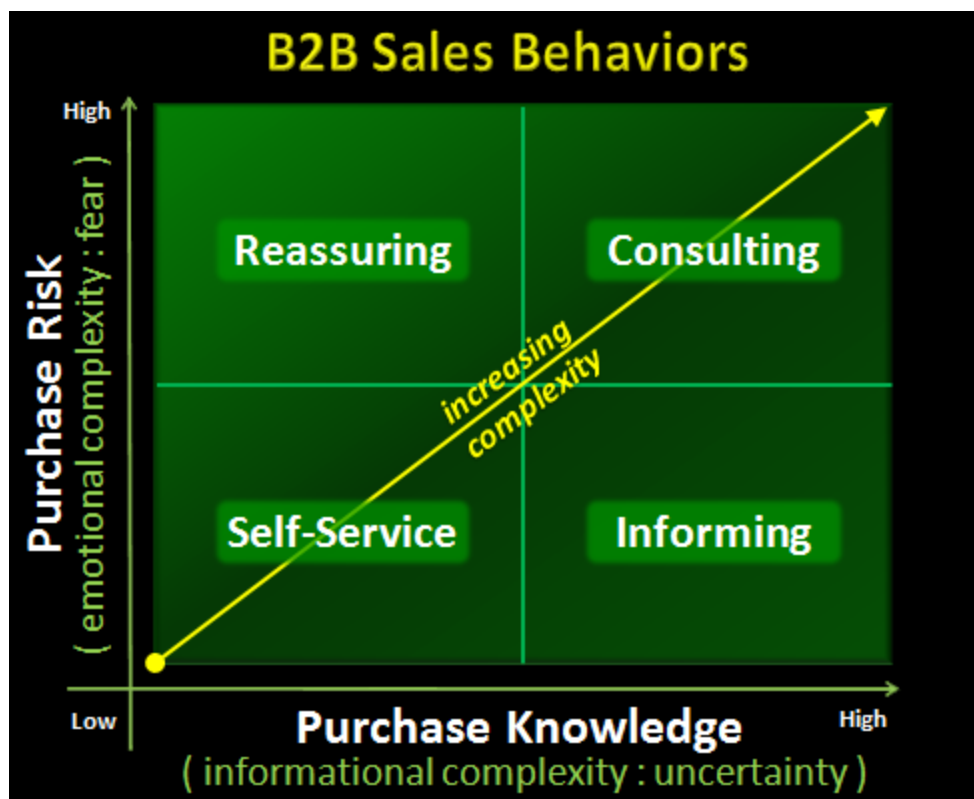 B2B Sales Behaviors
High
Purchase Risk
( emotional complexity : fear )
Reassuring
Consulting
increasing
complexity
Self-Service
Informing
Low
High
Purchase Knowledge
( informational complexity : uncertainty )